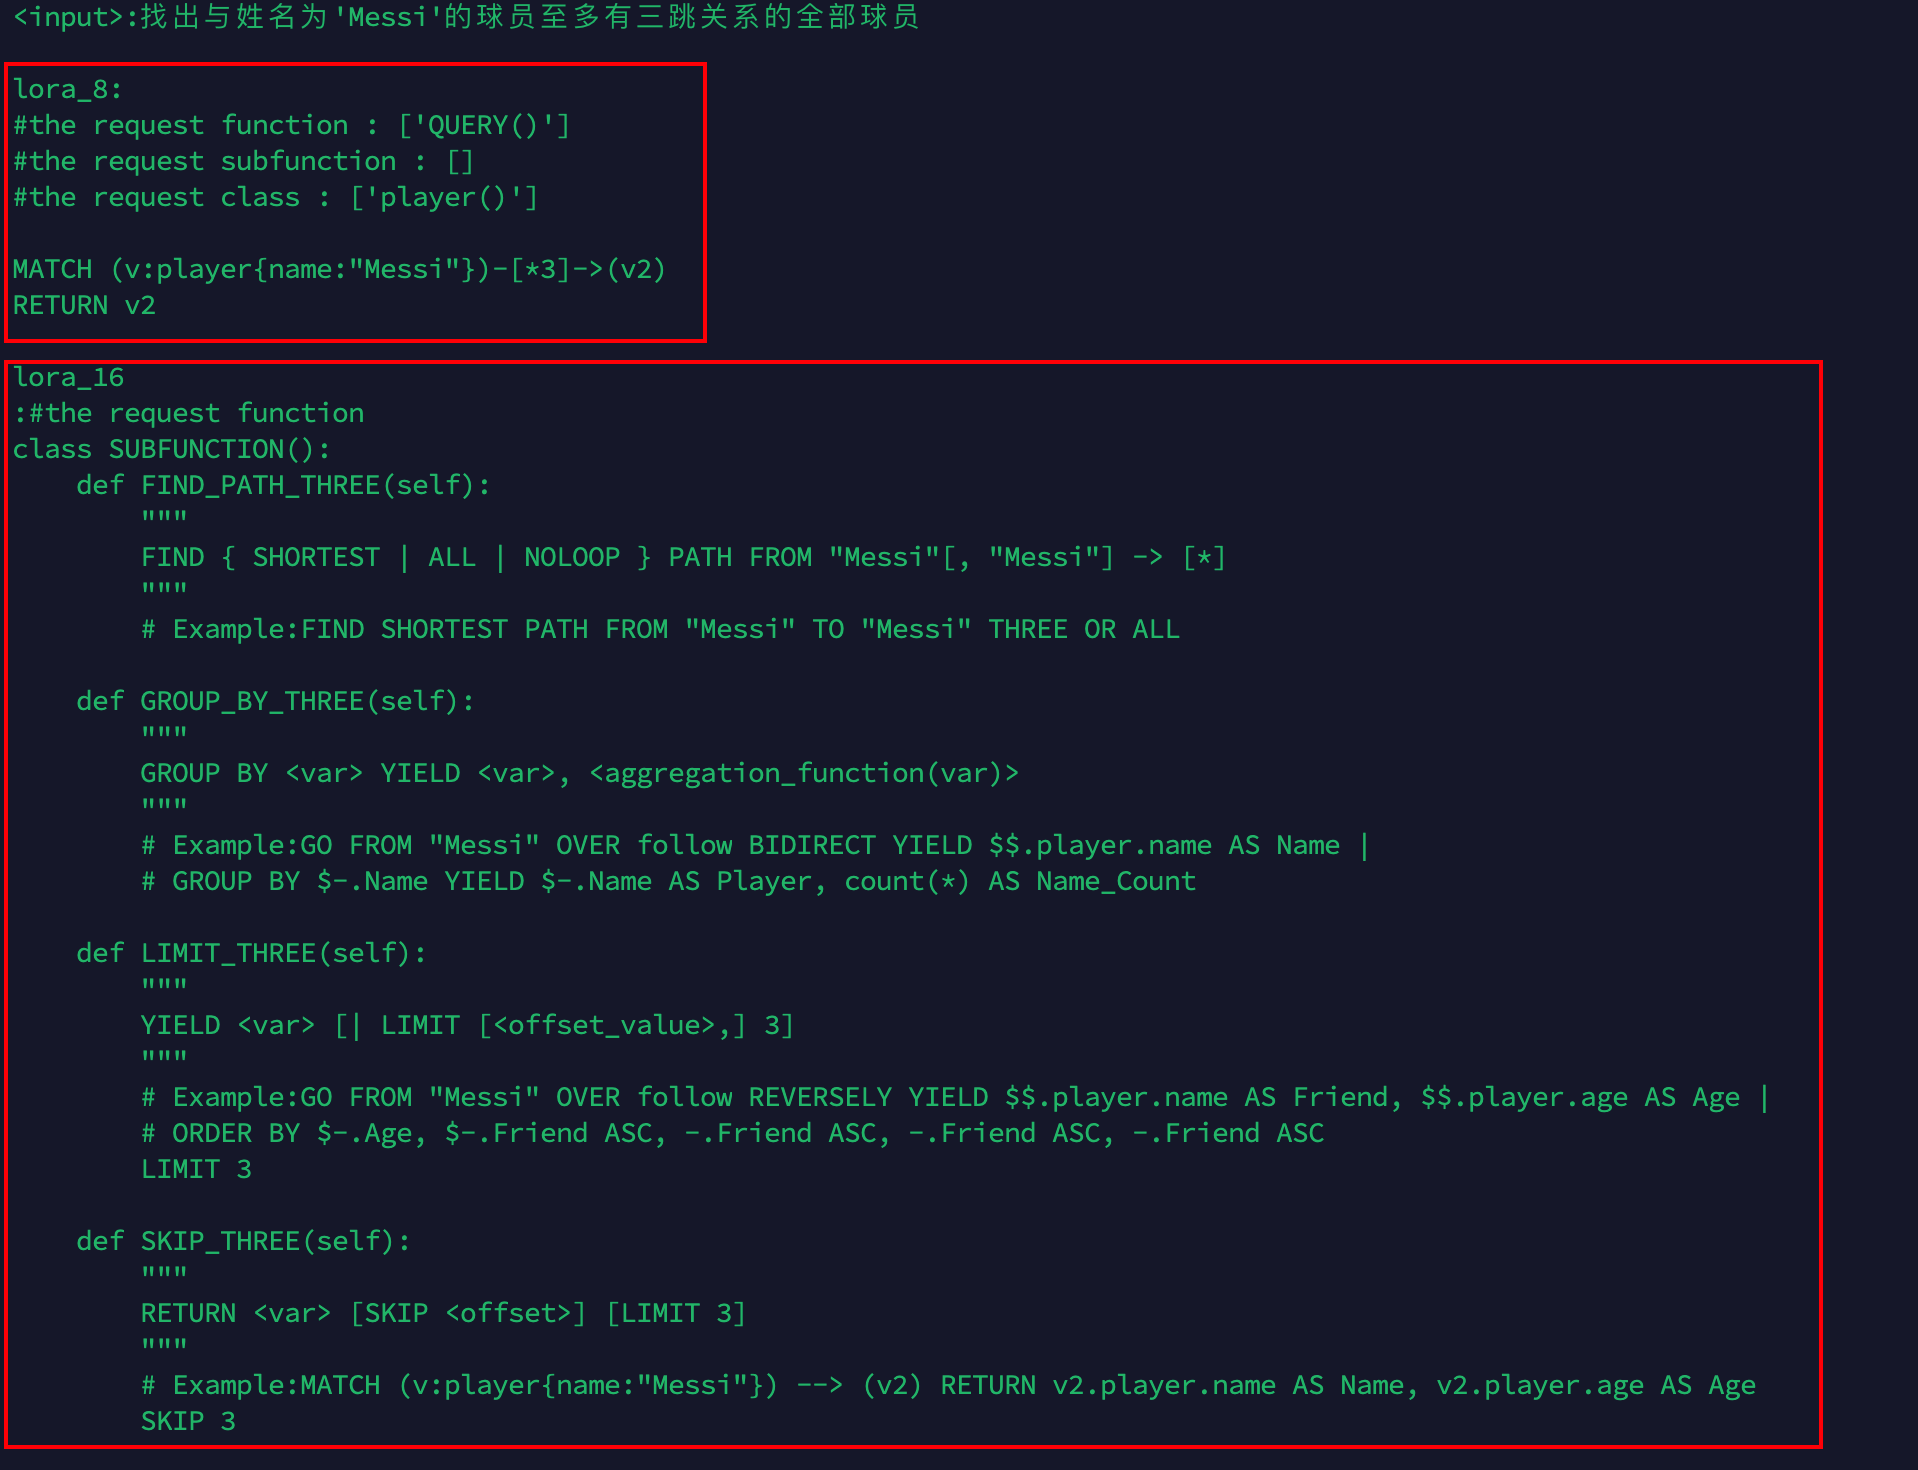 <input>:找出与姓名为'Messi'的球员至多有三跳关系的全部球员
lora_8:
#the request function : ['QUERY()']
#the request subfunction : []
#the request class : ['player()']
MATCH (v:player{name:"Messi"})-[*3]->(v2)
RETURN v2
lora_16
:#the request function
class SUBFUNCTION():
    def FIND_PATH_THREE(self):
        """
        FIND { SHORTEST | ALL | NOLOOP } PATH FROM "Messi"[, "Messi"] -> [*]
        """
        # Example:FIND SHORTEST PATH FROM "Messi" TO "Messi" THREE OR ALL
    def GROUP_BY_THREE(self):
        """
        GROUP BY <var> YIELD <var>, <aggregation_function(var)>
        """
        # Example:GO FROM "Messi" OVER follow BIDIRECT YIELD $$.player.name AS Name |
        # GROUP BY $-.Name YIELD $-.Name AS Player, count(*) AS Name_Count
    def LIMIT_THREE(self):
        """
        YIELD <var> [| LIMIT [<offset_value>,] 3]
        """
        # Example:GO FROM "Messi" OVER follow REVERSELY YIELD $$.player.name AS Friend, $$.player.age AS Age |
        # ORDER BY $-.Age, $-.Friend ASC, -.Friend ASC, -.Friend ASC, -.Friend ASC
        LIMIT 3
    def SKIP_THREE(self):
        """
        RETURN <var> [SKIP <offset>] [LIMIT 3]
        """
        # Example:MATCH (v:player{name:"Messi"}) --> (v2) RETURN v2.player.name AS Name, v2.player.age AS Age
        SKIP 3